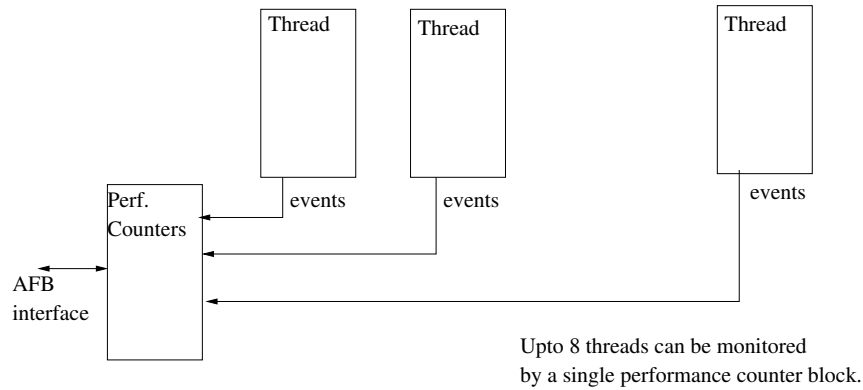 Thread
Thread
Thread
events
events
events
Perf.
Counters
AFB
interface
Upto 8 threads can be monitored
by a single performance counter block.